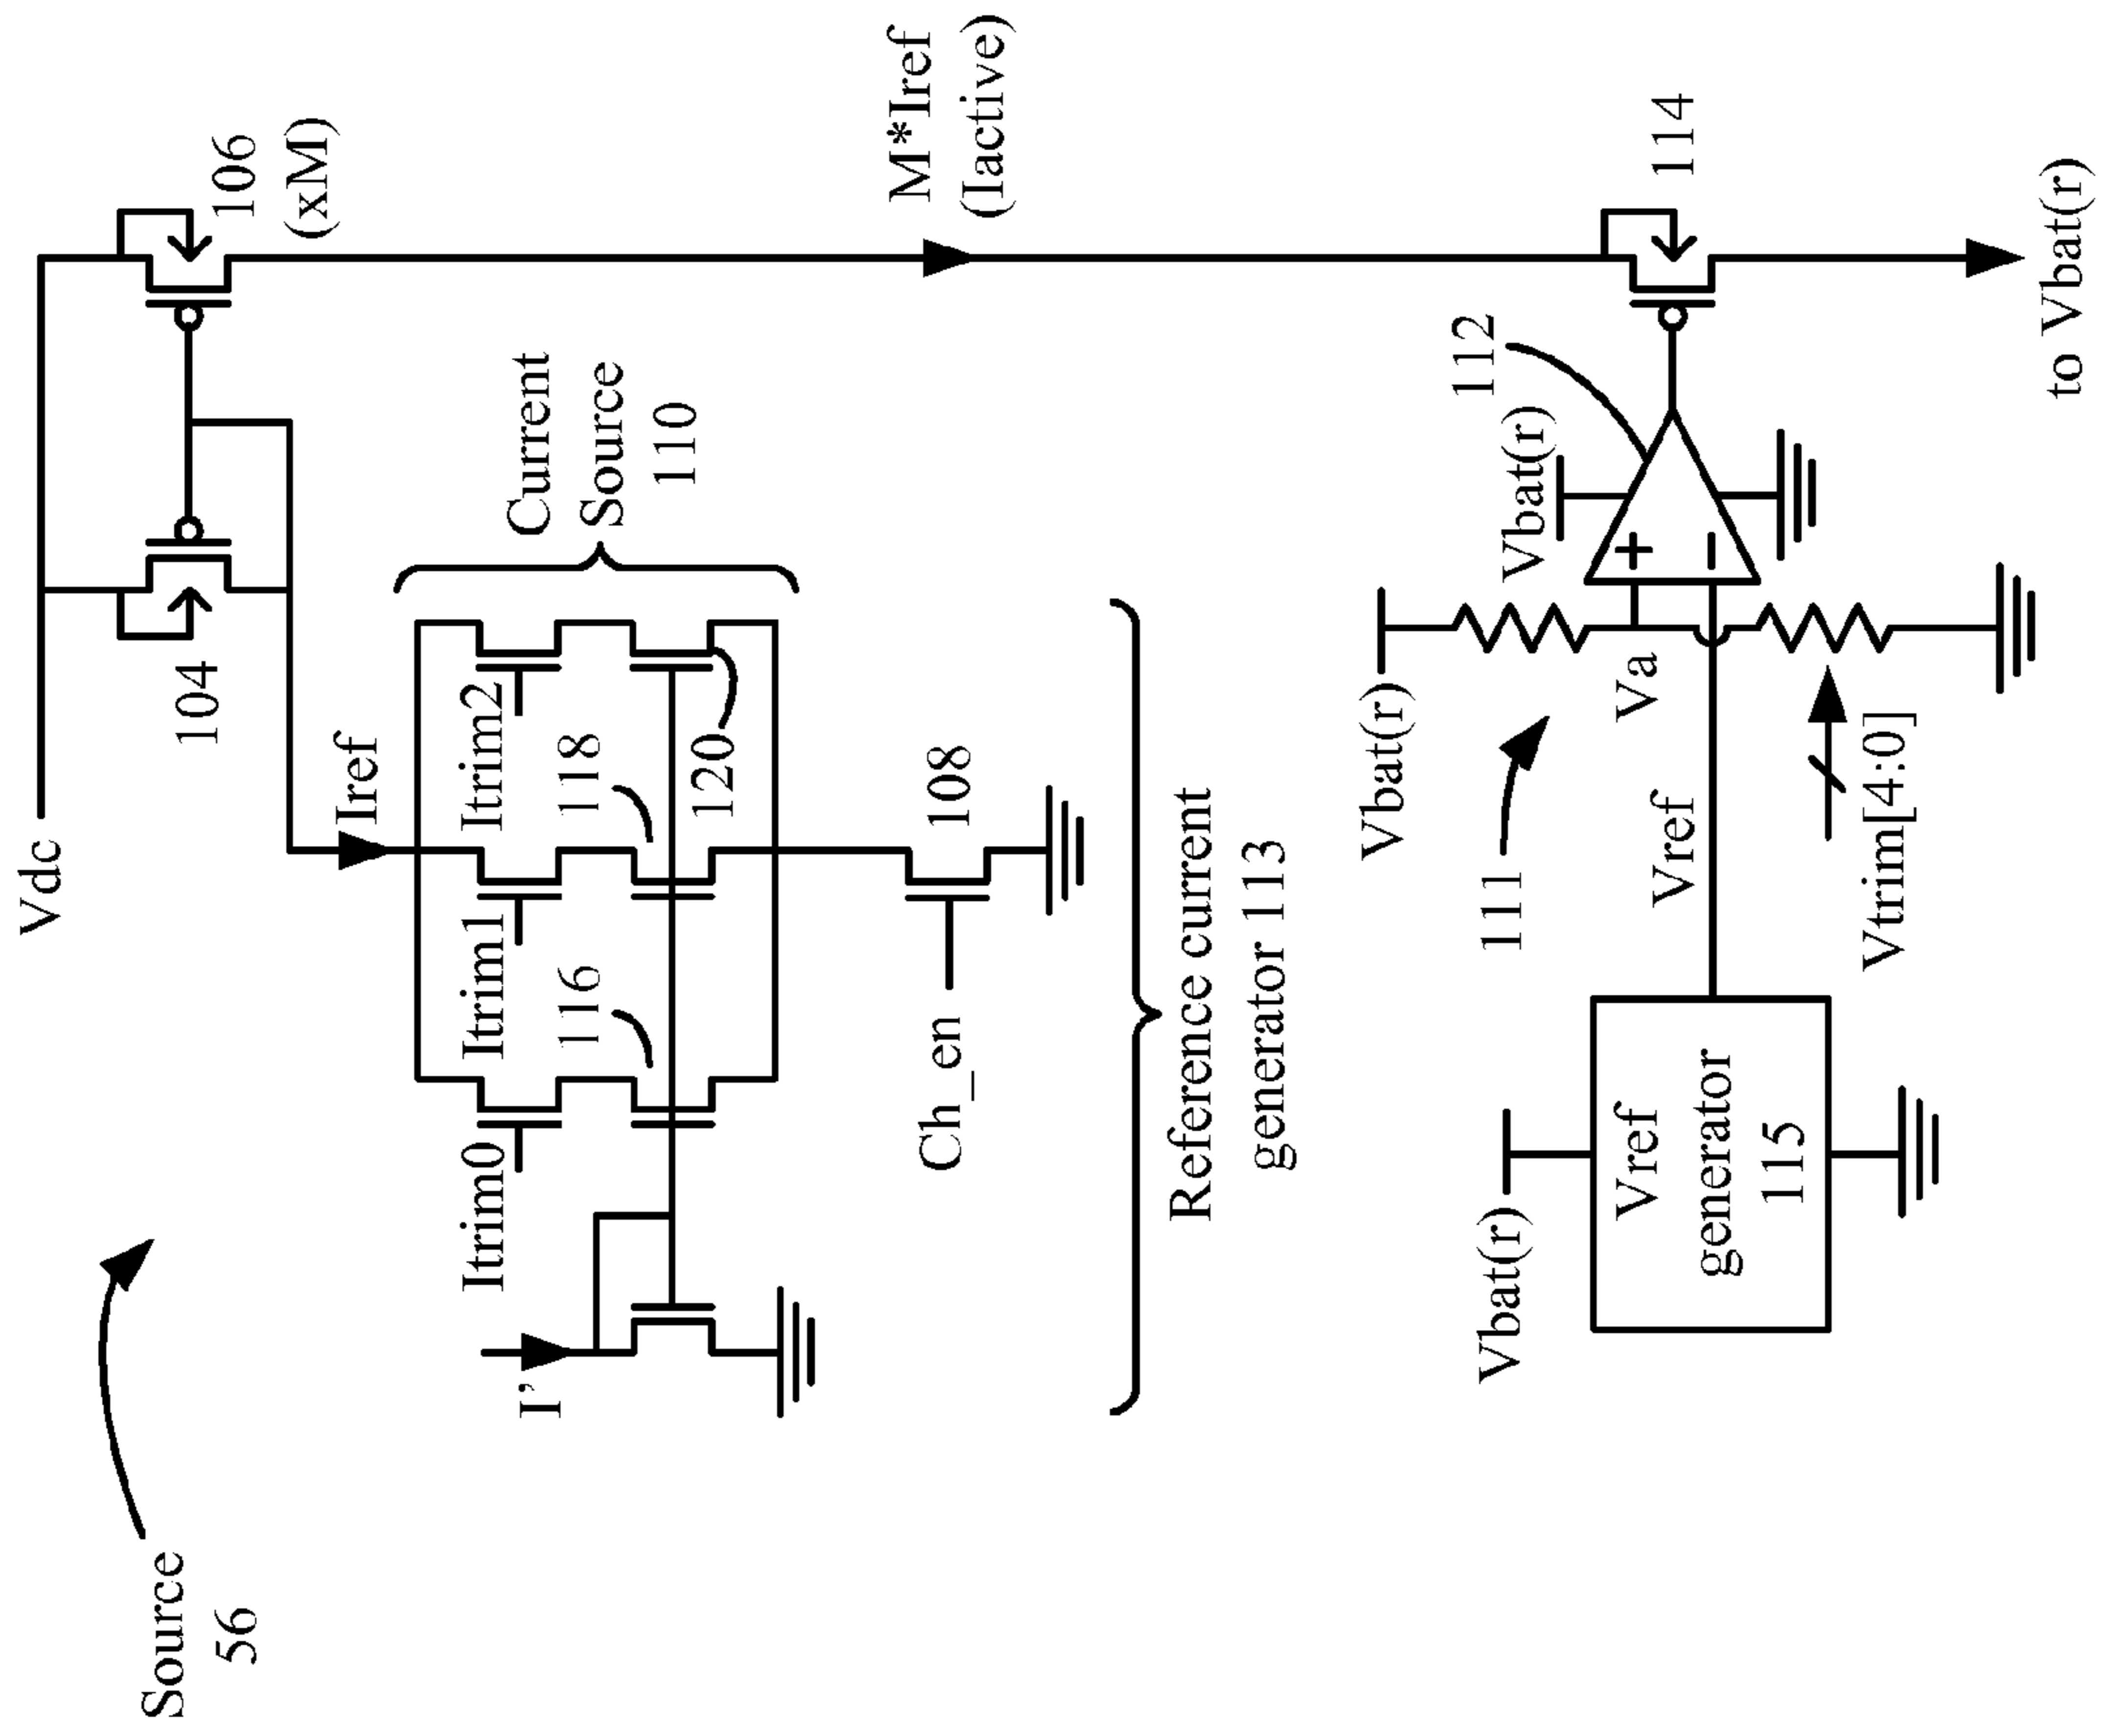 Source
56
Vdc
104
106
(xM)
Iref
Itrim0
Itrim1
Itrim2
116
118
120
Current
Source
110
I’
Ch_en
108
M*Iref
(Iactive)
Reference current
generator 113
Vbat(r)
Vbat(r)
112
111
Va
114
Vbat(r)
Vref
generator
115
Vref
Vtrim[4:0]
to Vbat(r)
+
−